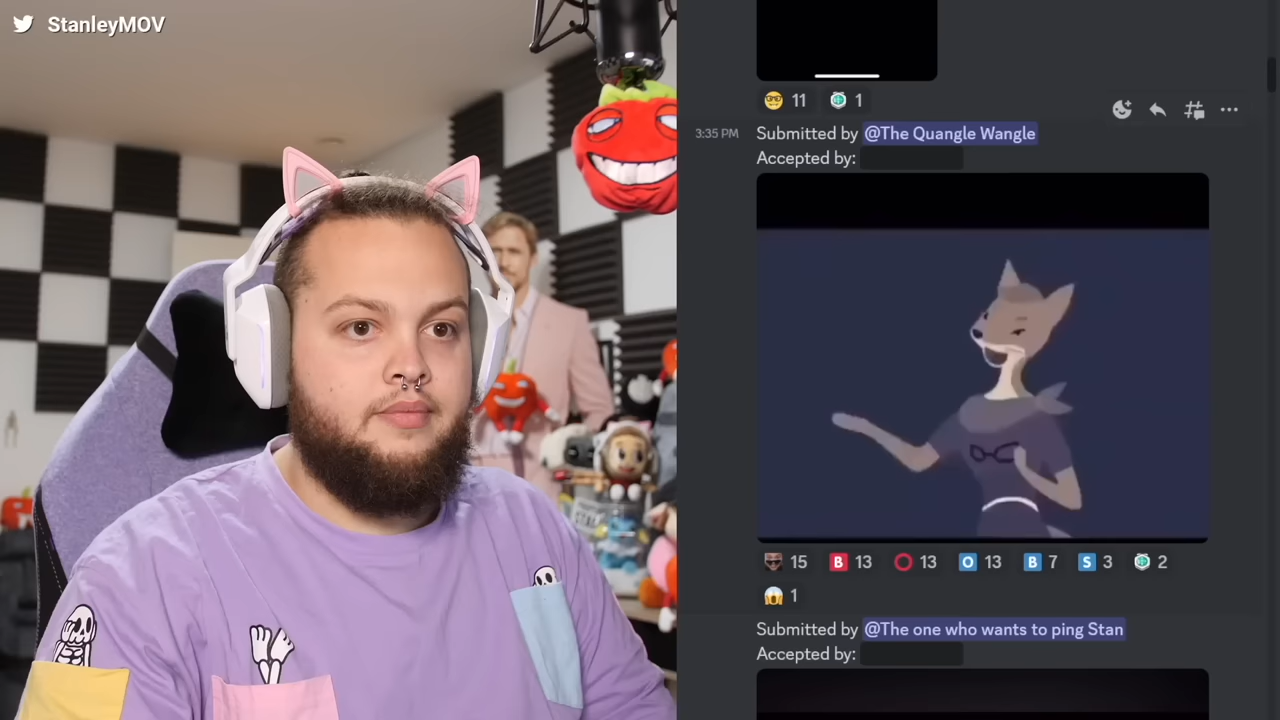 StanleyMOV
11 1
3:35 PM Submitted by @The Quangle Wangle
Accepted by:
15 B 13 13 O 13 B 7 S 3 2
1
Submitted by @The one who wants to ping Stan
Accepted by: